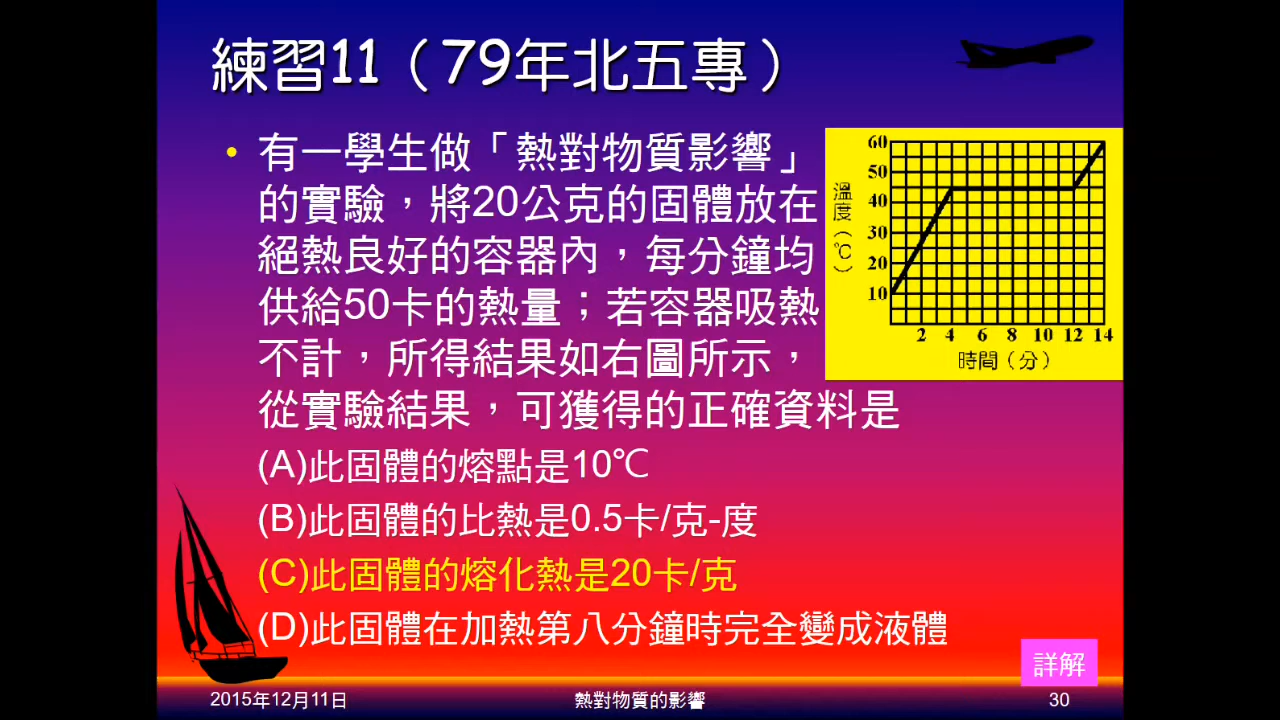 練習11（79年北五專）
• 有一學生做「熱對物質影響」
的實驗，將20公克的固體放在
絕熱良好的容器內，每分鐘均
供給50卡的熱量；若容器吸熱
不計，所得結果如右圖所示，
從實驗結果，可獲得的正確資料是
(A)此固體的熔點是10℃
(B)此固體的比熱是0.5卡/克-度
(C)此固體的熔化熱是20卡/克
(D)此固體在加熱第八分鐘時完全變成液體
60
50
40
30
20
10
溫度（℃）
2 4 6 8 10 12 14
時間（分）
詳解
2015年12月11日 熱對物質的影響 30